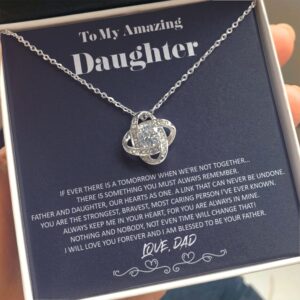 To My Amazing
Daughter
IF EVER THERE IS A TOMORROW WHEN WE'RE NOT TOGETHER...
THERE IS SOMETHING YOU MUST ALWAYS REMEMBER.
FATHER AND DAUGHTER, OUR HEARTS AS ONE. A LINK THAT CAN NEVER BE UNDONE.
YOU ARE THE STRONGEST, BRAVEST, MOST CARING PERSON I'VE EVER KNOWN.
ALWAYS KEEP ME IN YOUR HEART, FOR YOU ARE ALWAYS IN MINE.
NOTHING AND NOBODY, NOT EVEN TIME WILL CHANGE THAT!
I WILL LOVE YOU FOREVER AND I AM BLESSED TO BE YOUR FATHER.
LOVE, DAD